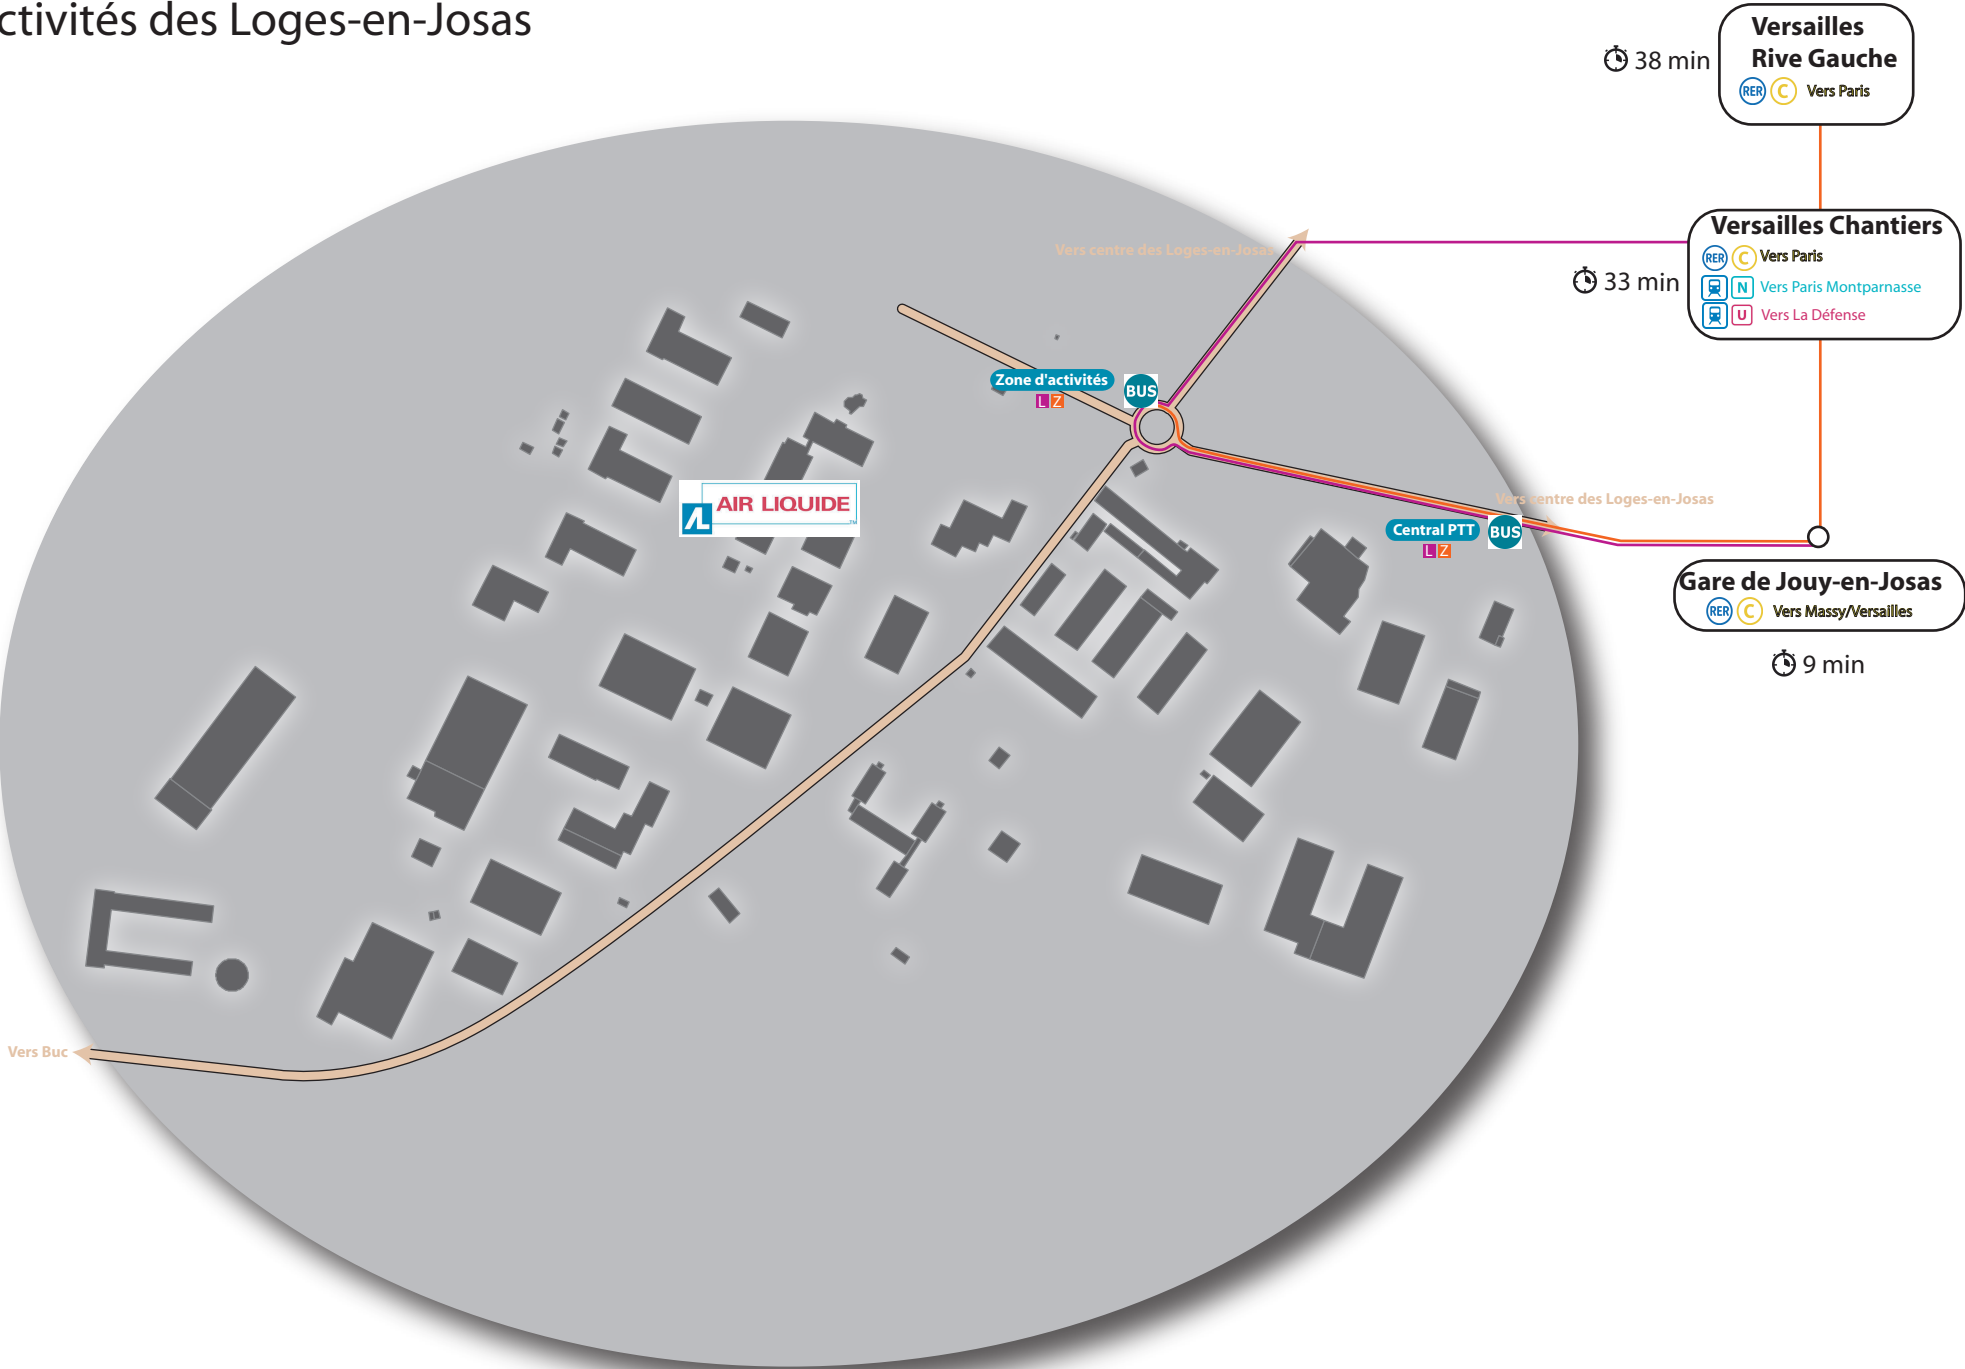 ctivités des Loges-en-Josas
38 min
Versailles
Rive Gauche
RER C Vers Paris
Vers centre des Loges-en-Josas
33 min
Versailles Chantiers
RER C Vers Paris
N Vers Paris Montparnasse
U Vers La Défense
Zone d'activités
BUS
L Z
AIR LIQUIDE
Vers centre des Loges-en-Josas
Central PTT
BUS
L Z
Gare de Jouy-en-Josas
RER C Vers Massy/Versailles
9 min
Vers Buc